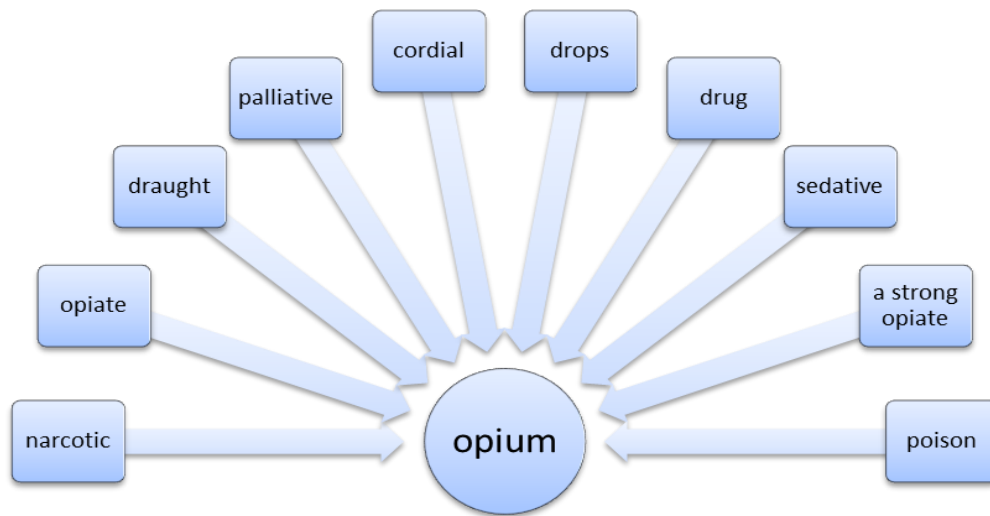 cordial
drops
palliative
drug
draught
sedative
opiate
a strong
opiate
narcotic
opium
poison